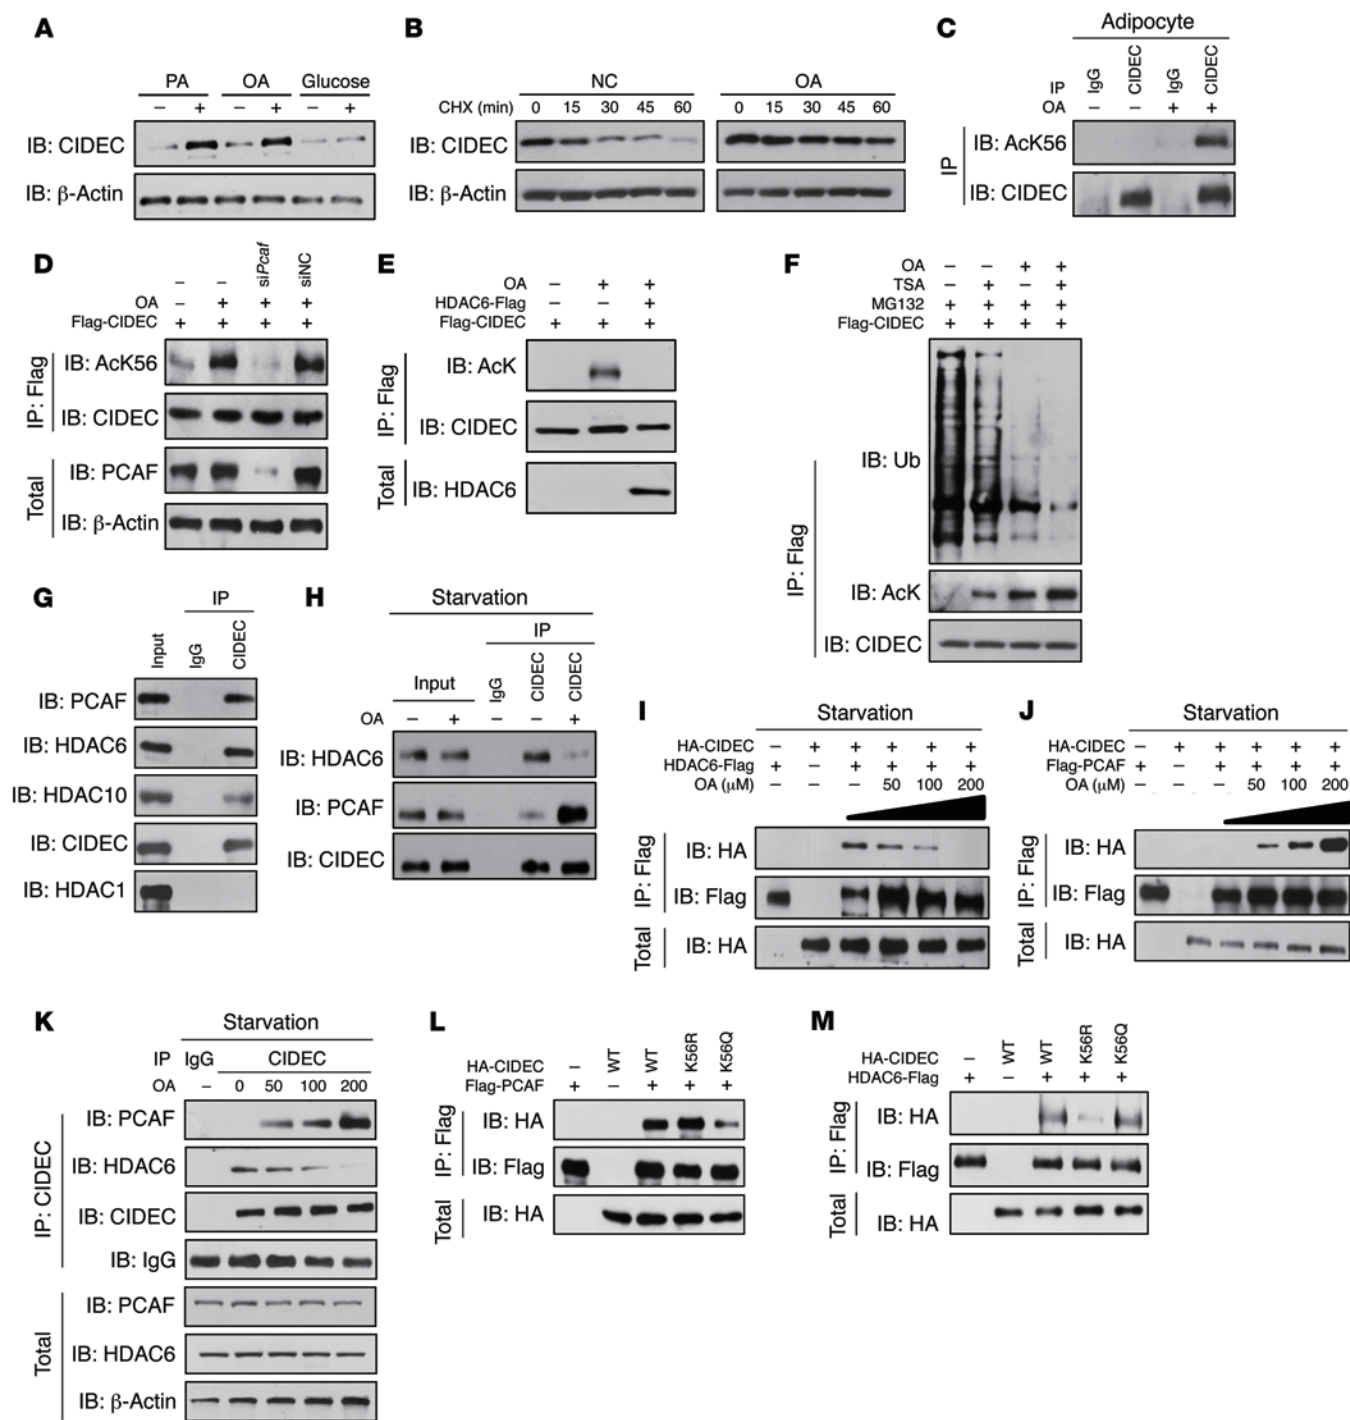 A
PA OA Glucose
– + – + – +
IB: CIDEC
IB: β-Actin
B
NC OA
CHX (min) 0 15 30 45 60 0 15 30 45 60
IB: CIDEC
IB: β-Actin
C
Adipocyte
IP IgG CIDEC IgG CIDEC
OA – – + +
IP
IB: AcK56
IB: CIDEC
D
– – siPcaf siNC
OA – + + +
Flag-CIDEC + + + +
IP: Flag
IB: AcK56
IB: CIDEC
Total
IB: PCAF
IB: β-Actin
E
OA – + +
HDAC6-Flag – – +
Flag-CIDEC + + +
IP: Flag
IB: AcK
IB: CIDEC
Total
IB: HDAC6
F
OA – – + +
TSA – + – +
MG132 + + + +
Flag-CIDEC + + + +
IP: Flag
IB: Ub
IB: AcK
IB: CIDEC
G
IP
Input IgG CIDEC
IB: PCAF
IB: HDAC6
IB: HDAC10
IB: CIDEC
IB: HDAC1
H
Starvation
IP
Input IgG CIDEC CIDEC
OA – + – – +
IB: HDAC6
IB: PCAF
IB: CIDEC
I
Starvation
HA-CIDEC – + + + + +
HDAC6-Flag + – + + + +
OA (μM) – – – 50 100 200
IP: Flag
IB: HA
IB: Flag
Total
IB: HA
J
Starvation
HA-CIDEC – + + + + +
Flag-PCAF + – + + + +
OA (μM) – – – 50 100 200
IP: Flag
IB: HA
IB: Flag
Total
IB: HA
K
Starvation
IP IgG CIDEC
OA – 0 50 100 200
IP: CIDEC
IB: PCAF
IB: HDAC6
IB: CIDEC
IB: IgG
Total
IB: PCAF
IB: HDAC6
IB: β-Actin
L
HA-CIDEC – WT WT K56R K56Q
Flag-PCAF + – + + +
IP: Flag
IB: HA
IB: Flag
Total
IB: HA
M
HA-CIDEC – WT WT K56R K56Q
HDAC6-Flag + – + + +
IP: Flag
IB: HA
IB: Flag
Total
IB: HA